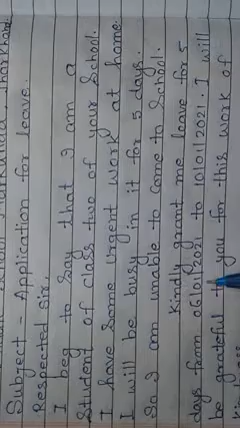 Subject - Application for leave.
Respected Sir,
I beg to say that I am a
student of class two of your School.
I have Some urgent work at home.
I will be busy in it for 5 days.
So I am unable to come to School.
Kindly grant me leave for 5
days from 06|01|2021 to 10|01|2021. I will
be grateful to you for this work of